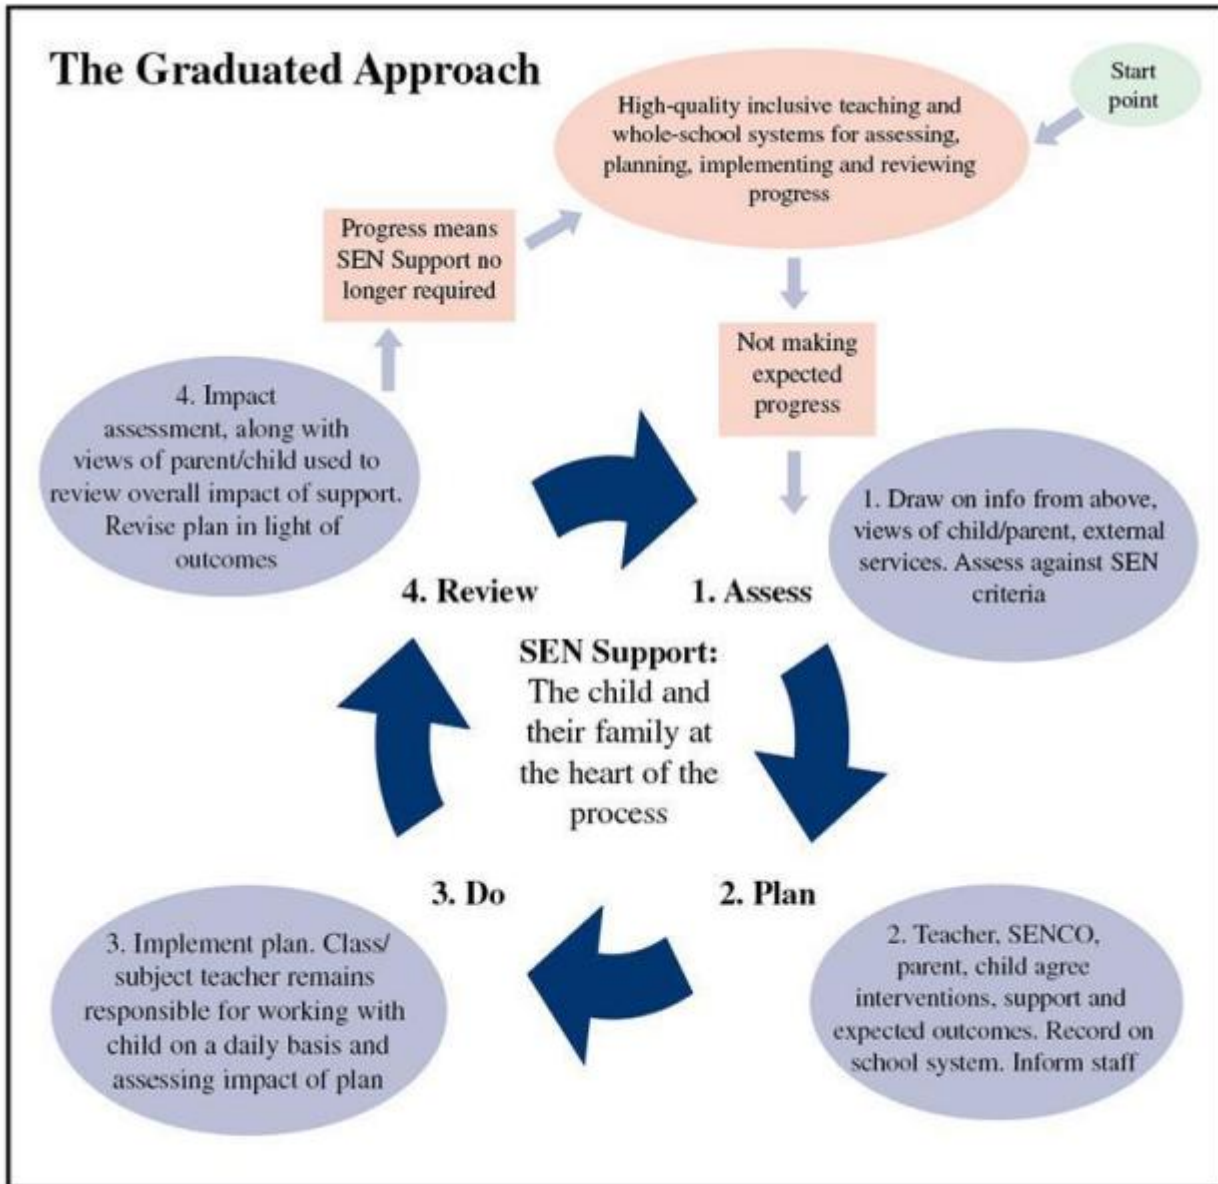 The Graduated Approach
Start
point
High-quality inclusive teaching and
whole-school systems for assessing,
planning, implementing and reviewing
progress
Progress means
SEN Support no
longer required
Not making
expected
progress
4. Impact
assessment, along with
views of parent/child used to
review overall impact of support.
Revise plan in light of
outcomes
1. Draw on info from above,
views of child/parent, external
services. Assess against SEN
criteria
4. Review
1. Assess
SEN Support:
The child and
their family at
the heart of the
process
3. Do
2. Plan
3. Implement plan. Class/
subject teacher remains
responsible for working with
child on a daily basis and
assessing impact of plan
2. Teacher, SENCO,
parent, child agree
interventions, support and
expected outcomes. Record on
school system. Inform staff